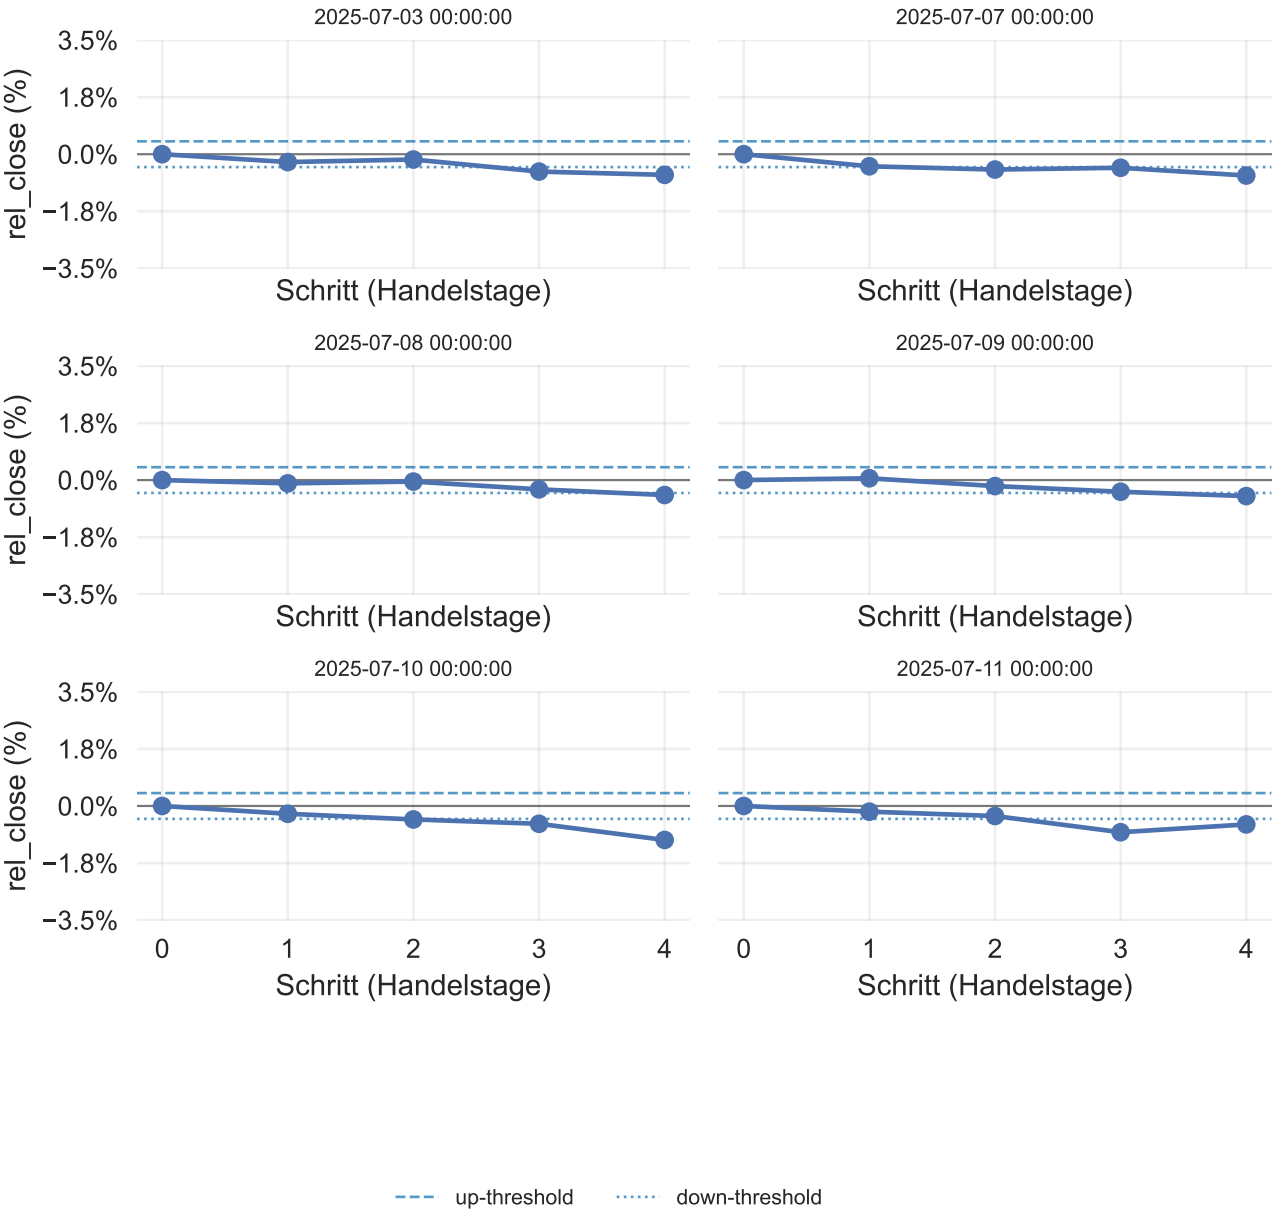 2025-07-03 00:00:00
2025-07-07 00:00:00
3.5%
1.8%
0.0%
−1.8%
−3.5%
rel_close (%)
Schritt (Handelstage)
Schritt (Handelstage)
2025-07-08 00:00:00
2025-07-09 00:00:00
3.5%
1.8%
0.0%
−1.8%
−3.5%
rel_close (%)
Schritt (Handelstage)
Schritt (Handelstage)
2025-07-10 00:00:00
2025-07-11 00:00:00
3.5%
1.8%
0.0%
−1.8%
−3.5%
rel_close (%)
0 1 2 3 4
0 1 2 3 4
Schritt (Handelstage)
Schritt (Handelstage)
up-threshold
down-threshold